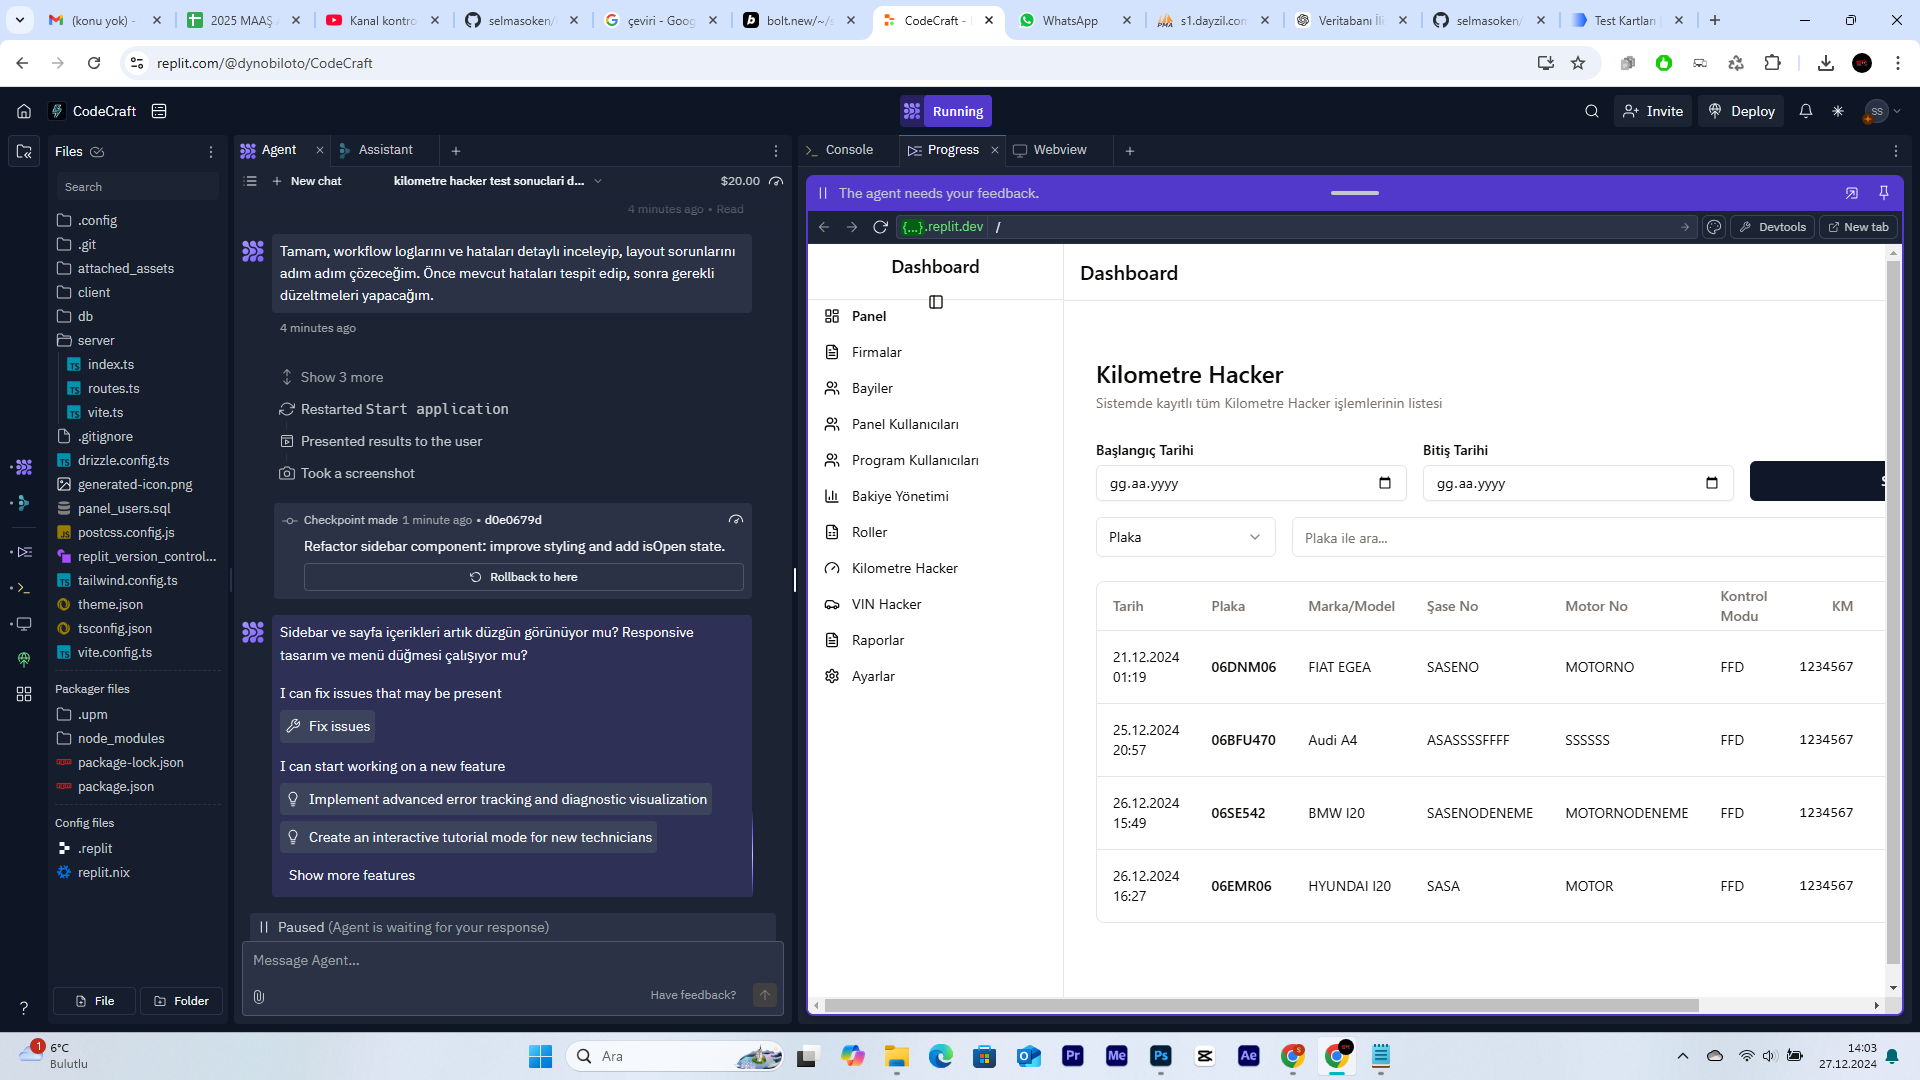 (konu yok) -
2025 MAAŞ
Kanal kontro
selmasoken/
çeviri - Goog
bolt.new/~/s
CodeCraft -
WhatsApp
s1.dayzil.com
Veritabanı İli
selmasoken/
Test Kartları
replit.com/@dynobiloto/CodeCraft
CodeCraft
Running
Invite
Deploy
SS
Files
Search
.config
.git
attached_assets
client
db
server
index.ts
routes.ts
vite.ts
.gitignore
drizzle.config.ts
generated-icon.png
panel_users.sql
postcss.config.js
replit_version_control...
tailwind.config.ts
theme.json
tsconfig.json
vite.config.ts
Packager files
.upm
node_modules
package-lock.json
package.json
Config files
.replit
replit.nix
File
Folder
Agent
Assistant
New chat
kilometre hacker test sonuclari d...
$20.00
4 minutes ago • Read
Tamam, workflow loglarını ve hataları detaylı inceleyip, layout sorunlarını
adım adım çözeceğim. Önce mevcut hataları tespit edip, sonra gerekli
düzeltmeleri yapacağım.
4 minutes ago
Show 3 more
Restarted Start application
Presented results to the user
Took a screenshot
Checkpoint made 1 minute ago • d0e0679d
Refactor sidebar component: improve styling and add isOpen state.
Rollback to here
Sidebar ve sayfa içerikleri artık düzgün görünüyor mu? Responsive
tasarım ve menü düğmesi çalışıyor mu?
I can fix issues that may be present
Fix issues
I can start working on a new feature
Implement advanced error tracking and diagnostic visualization
Create an interactive tutorial mode for new technicians
Show more features
Paused (Agent is waiting for your response)
Message Agent...
Have feedback?
Console
Progress
Webview
The agent needs your feedback.
{...}.replit.dev /
Devtools
New tab
Dashboard
Panel
Firmalar
Bayiler
Panel Kullanıcıları
Program Kullanıcıları
Bakiye Yönetimi
Roller
Kilometre Hacker
VIN Hacker
Raporlar
Ayarlar
Dashboard
Kilometre Hacker
Sistemde kayıtlı tüm Kilometre Hacker işlemlerinin listesi
Başlangıç Tarihi
Bitiş Tarihi
gg.aa.yyyy
gg.aa.yyyy
Plaka
Plaka ile ara...
Tarih Plaka Marka/Model Şase No Motor No Kontrol Modu KM
21.12.2024 01:19 06DNM06 FIAT EGEA SASENO MOTORNO FFD 1234567
25.12.2024 20:57 06BFU470 Audi A4 ASASSSSFFFF SSSSSS FFD 1234567
26.12.2024 15:49 06SE542 BMW I20 SASENODENEME MOTORNODENEME FFD 1234567
26.12.2024 16:27 06EMR06 HYUNDAI I20 SASA MOTOR FFD 1234567
1
6°C
Bulutlu
Ara
Pr
Me
Ps
Ae
14:03
27.12.2024